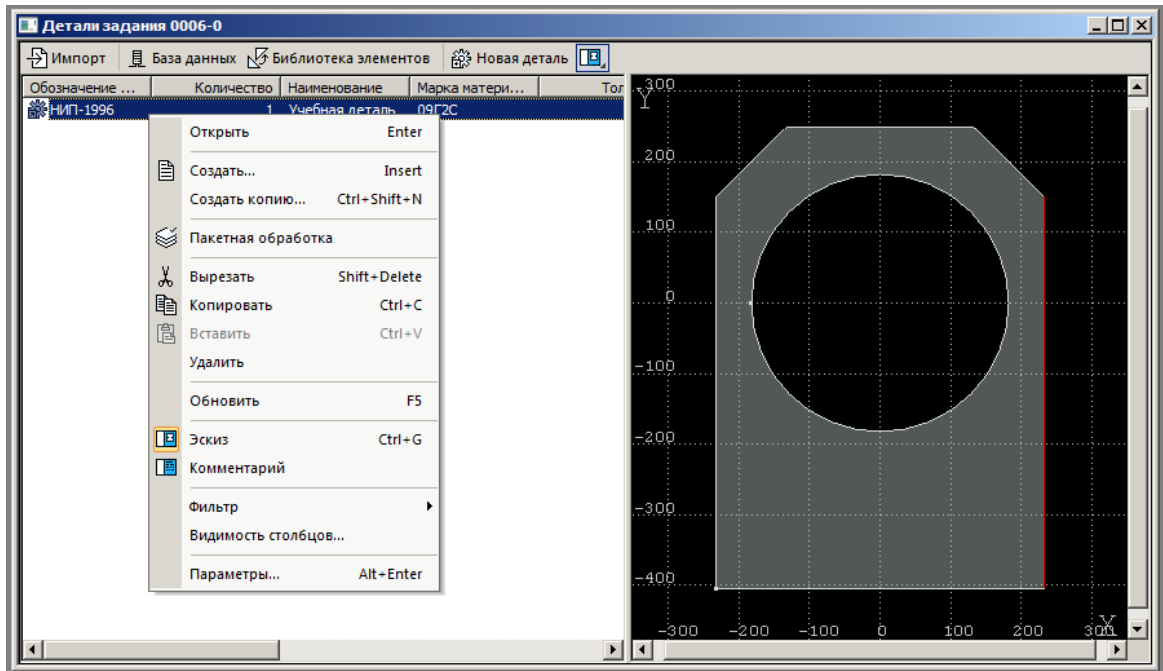 Детали задания 0006-0
Импорт База данных Библиотека элементов Новая деталь
Обозначение ... Количество Наименование Марка матери... Тол
НИП-1996 1 Учебная деталь 09Г2С
Открыть Enter
Создать... Insert
Создать копию... Ctrl+Shift+N
Пакетная обработка
Вырезать Shift+Delete
Копировать Ctrl+C
Вставить Ctrl+V
Удалить
Обновить F5
Эскиз Ctrl+G
Комментарий
Фильтр
Видимость столбцов...
Параметры... Alt+Enter
300
Y
200
100
0
-100
-200
-300
-400
-300 -200 -100 0 100 200 300
X